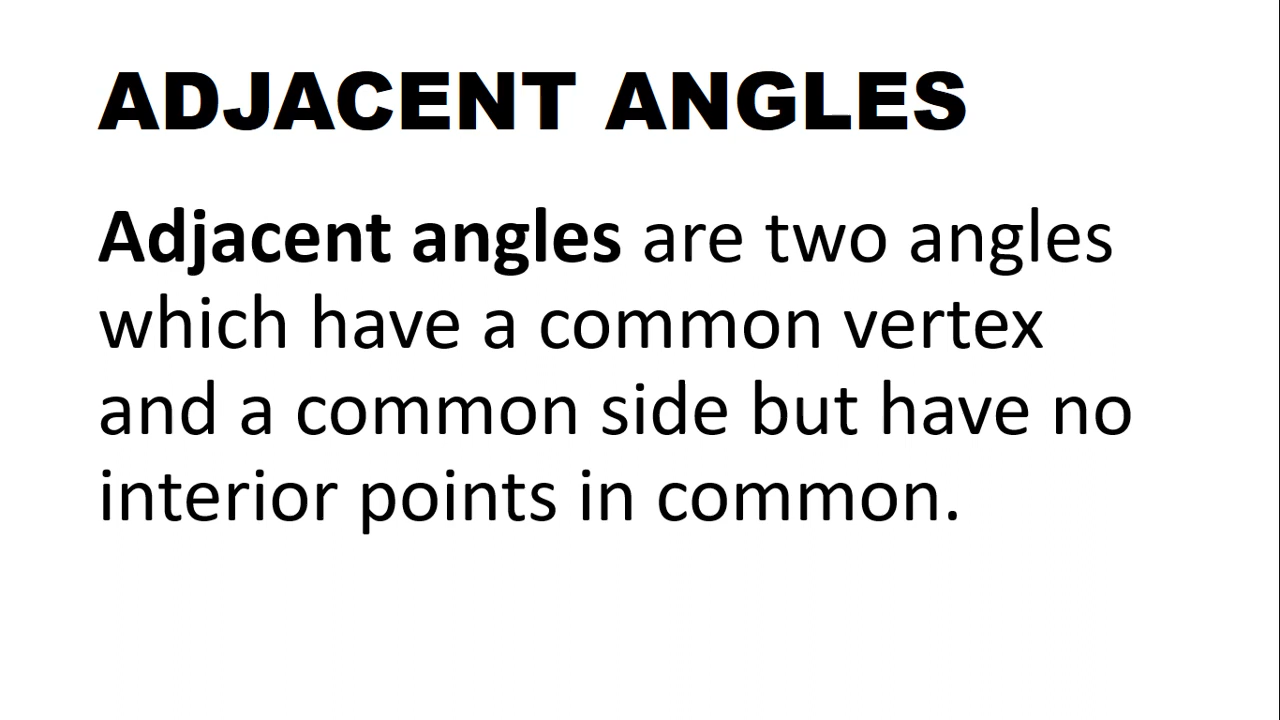 ADJACENT ANGLES
Adjacent angles are two angles
which have a common vertex
and a common side but have no
interior points in common.